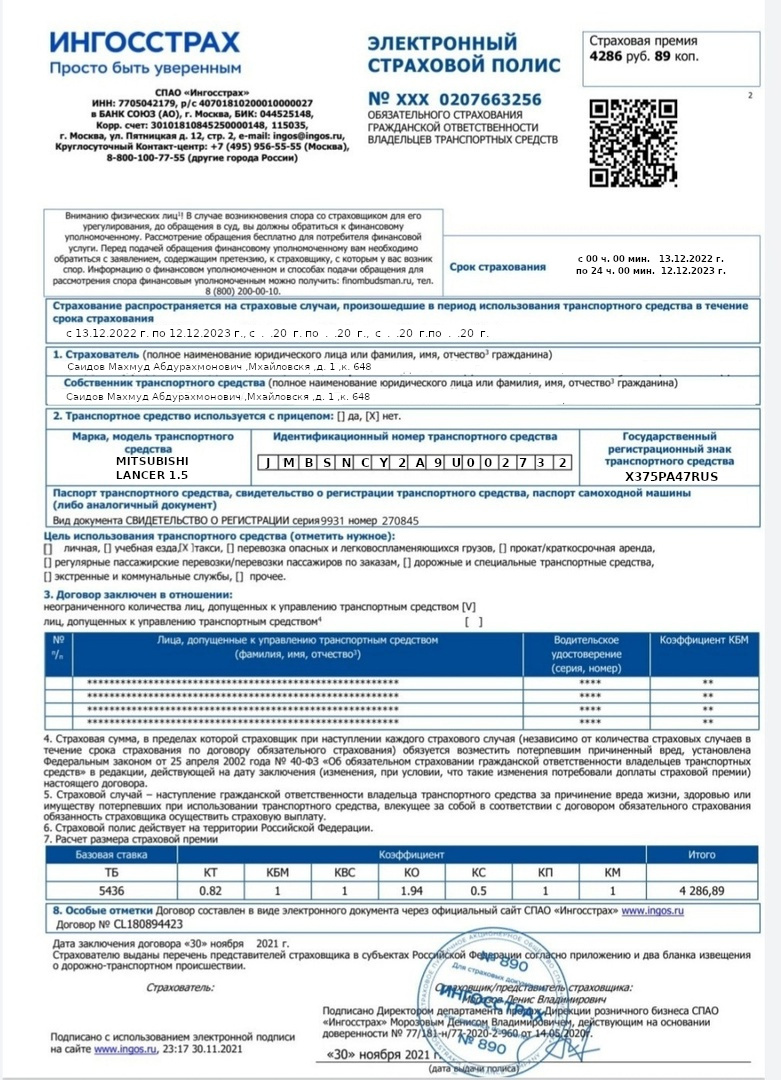 ИНГОССТРАХ
Просто быть уверенным
СПАО «Ингосстрах»
ИНН: 7705042179, р/с 40701810200010000027
в БАНК СОЮЗ (АО), г. Москва, БИК: 044525148,
Корр. счет: 30101810845250000148, 115035,
г. Москва, ул. Пятницкая д. 12, стр. 2, e-mail: ingos@ingos.ru,
Круглосуточный Контакт-центр: +7 (495) 956-55-55 (Москва),
8-800-100-77-55 (другие города России)
ЭЛЕКТРОННЫЙ
СТРАХОВОЙ ПОЛИС
№ XXX 0207663256
ОБЯЗАТЕЛЬНОГО СТРАХОВАНИЯ
ГРАЖДАНСКОЙ ОТВЕТСТВЕННОСТИ
ВЛАДЕЛЬЦЕВ ТРАНСПОРТНЫХ СРЕДСТВ
Страховая премия
4286 руб. 89 коп.
2
Вниманию физических лиц¹! В случае возникновения спора со страховщиком для его
урегулирования, до обращения в суд, вы должны обратиться к финансовому
уполномоченному. Рассмотрение обращения бесплатно для потребителя финансовой
услуги. Перед подачей обращения финансовому уполномоченному вам необходимо
обратиться с заявлением, содержащим претензию, к страховщику, с которым у вас возник
спор. Информацию о финансовом уполномоченном и способах подачи обращения для
рассмотрения спора финансовым уполномоченным можно получить: finombudsman.ru, тел.
8 (800) 200-00-10.
Срок страхования
с 00 ч. 00 мин. 13.12.2022 г.
по 24 ч. 00 мин. 12.12.2023 г.
Страхование распространяется на страховые случаи, произошедшие в период использования транспортного средства в течение
срока страхования
с 13.12.2022 г. по 12.12.2023 г., с . .20 г. по . .20 г., с . .20 г.по . .20 г.
1. Страхователь (полное наименование юридического лица или фамилия, имя, отчество³ гражданина)
Саидов Махмуд Абдурахмонович ,Мхайловскя ,д. 1 ,к. 648
Собственник транспортного средства (полное наименование юридического лица или фамилия, имя, отчество³ гражданина)
Саидов Махмуд Абдурахмонович ,Мхайловскя ,д. 1 ,к. 648
2. Транспортное средство используется с прицепом: [] да, [X] нет.
Марка, модель транспортного
средства
MITSUBISHI
LANCER 1.5
Идентификационный номер транспортного средства
J M B S N C Y 2 A 9 U 0 0 2 7 3 2
Государственный
регистрационный знак
транспортного средства
X375PA47RUS
Паспорт транспортного средства, свидетельство о регистрации транспортного средства, паспорт самоходной машины
(либо аналогичный документ)
Вид документа СВИДЕТЕЛЬСТВО О РЕГИСТРАЦИИ серия 9931 номер 270845
Цель использования транспортного средства (отметить нужное):
[] личная, [] учебная езда,[X ]такси, [] перевозка опасных и легковоспламеняющихся грузов, [] прокат/краткосрочная аренда,
[] регулярные пассажирские перевозки/перевозки пассажиров по заказам, [] дорожные и специальные транспортные средства,
[] экстренные и коммунальные службы, [] прочее.
3. Договор заключен в отношении:
неограниченного количества лиц, допущенных к управлению транспортным средством [V]
лиц, допущенных к управлению транспортным средством⁴ [ ]
№ п/п
Лица, допущенные к управлению транспортным средством
(фамилия, имя, отчество³)
Водительское
удостоверение
(серия, номер)
Коэффициент КБМ
**************************************** **** **
**************************************** **** **
**************************************** **** **
**************************************** **** **
4. Страховая сумма, в пределах которой страховщик при наступлении каждого страхового случая (независимо от количества страховых случаев в
течение срока страхования по договору обязательного страхования) обязуется возместить потерпевшим причиненный вред, установлена
Федеральным законом от 25 апреля 2002 года № 40-ФЗ «Об обязательном страховании гражданской ответственности владельцев транспортных
средств» в редакции, действующей на дату заключения (изменения, при условии, что такие изменения потребовали доплаты страховой премии)
настоящего договора.
5. Страховой случай – наступление гражданской ответственности владельца транспортного средства за причинение вреда жизни, здоровью или
имуществу потерпевших при использовании транспортного средства, влекущее за собой в соответствии с договором обязательного страхования
обязанность страховщика осуществить страховую выплату.
6. Страховой полис действует на территории Российской Федерации.
7. Расчет размера страховой премии
Базовая ставка Коэффициент Итого
ТБ КТ КБМ КВС КО КС КП КМ
5436 0.82 1 1 1.94 0.5 1 1 4 286,89
8. Особые отметки Договор составлен в виде электронного документа через официальный сайт СПАО «Ингосстрах» www.ingos.ru
Договор № CL180894423
Дата заключения договора «30» ноября 2021 г.
Страхователю выданы перечень представителей страховщика в субъектах Российской Федерации согласно приложению и два бланка извещения
о дорожно-транспортном происшествии.
Страхователь:
Страховщик/представитель страховщика:
Морозов Денис Владимирович
Подписано Директором департамента продаж Дирекции розничного бизнеса СПАО
«Ингосстрах» Морозовым Денисом Владимировичем, действующим на основании
доверенности № 77/181-н/77-2020-2-960 от 14.05.2020г.
Подписано с использованием электронной подписи
на сайте www.ingos.ru, 23:17 30.11.2021
«30» ноября 2021 г.
(дата выдачи полиса)
№ 890
Для страховых документов
ИНГОССТРАХ
№ 890